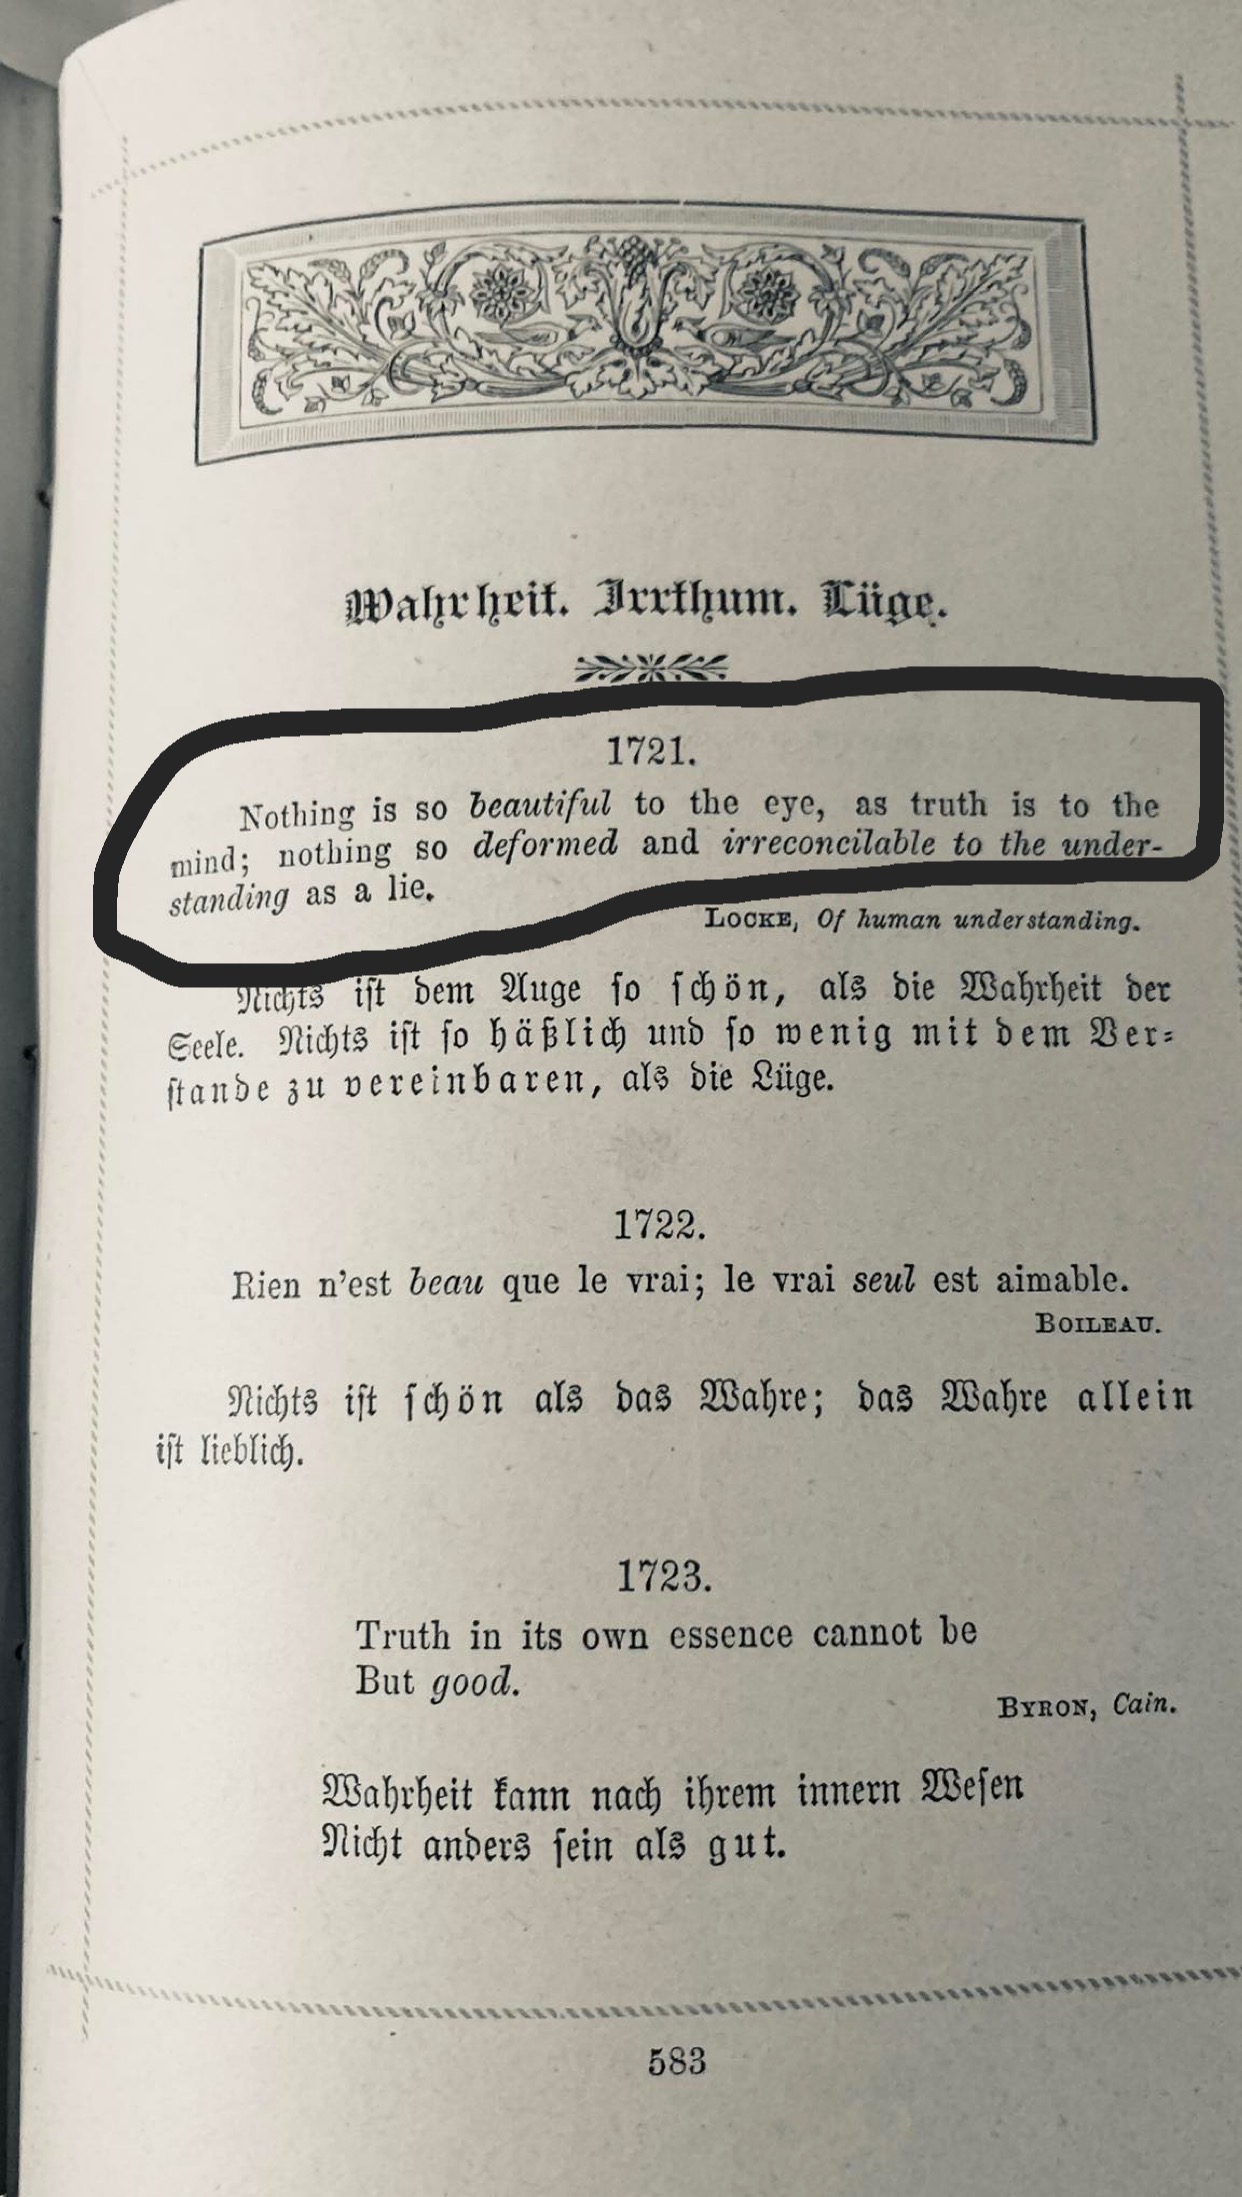 Wahrheit. Irrthum. Lüge.
1721.
Nothing is so beautiful to the eye, as truth is to the
mind; nothing so deformed and irreconcilable to the under-
standing as a lie.
LOCKE, Of human understanding.
Nichts iſt dem Auge ſo ſchön, als die Wahrheit der
Seele. Nichts iſt ſo häßlich und ſo wenig mit dem Ver-
ſtande zu vereinbaren, als die Lüge.
1722.
Rien n'est beau que le vrai; le vrai seul est aimable.
BOILEAU.
Nichts iſt ſchön als das Wahre; das Wahre allein
iſt lieblich.
1723.
Truth in its own essence cannot be
But good.
BYRON, Cain.
Wahrheit kann nach ihrem innern Weſen
Nicht anders ſein als gut.
583